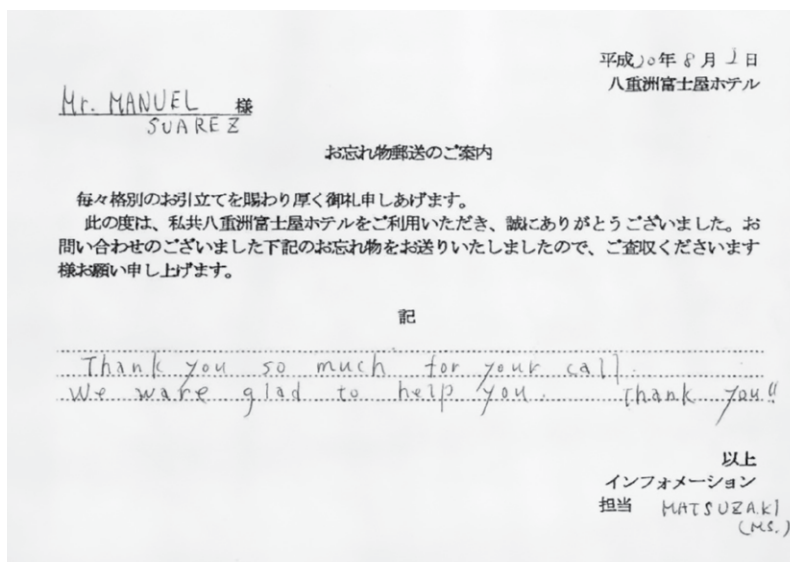 平成20年8月1日
八重洲富士屋ホテル
Mr. MANUEL 様
SUAREZ
お忘れ物郵送のご案内
毎々格別のお引立てを賜わり厚く御礼申しあげます。
此の度は、私共八重洲富士屋ホテルをご利用いただき、誠にありがとうございました。お
問い合わせのございました下記のお忘れ物をお送りいたしましたので、ご査収くださいます
様お願い申し上げます。
記
Thank you so much for your call.
We ware glad to help you. Thank you!!
以上
インフォメーション
担当 MATSUZAKI
(MS.)